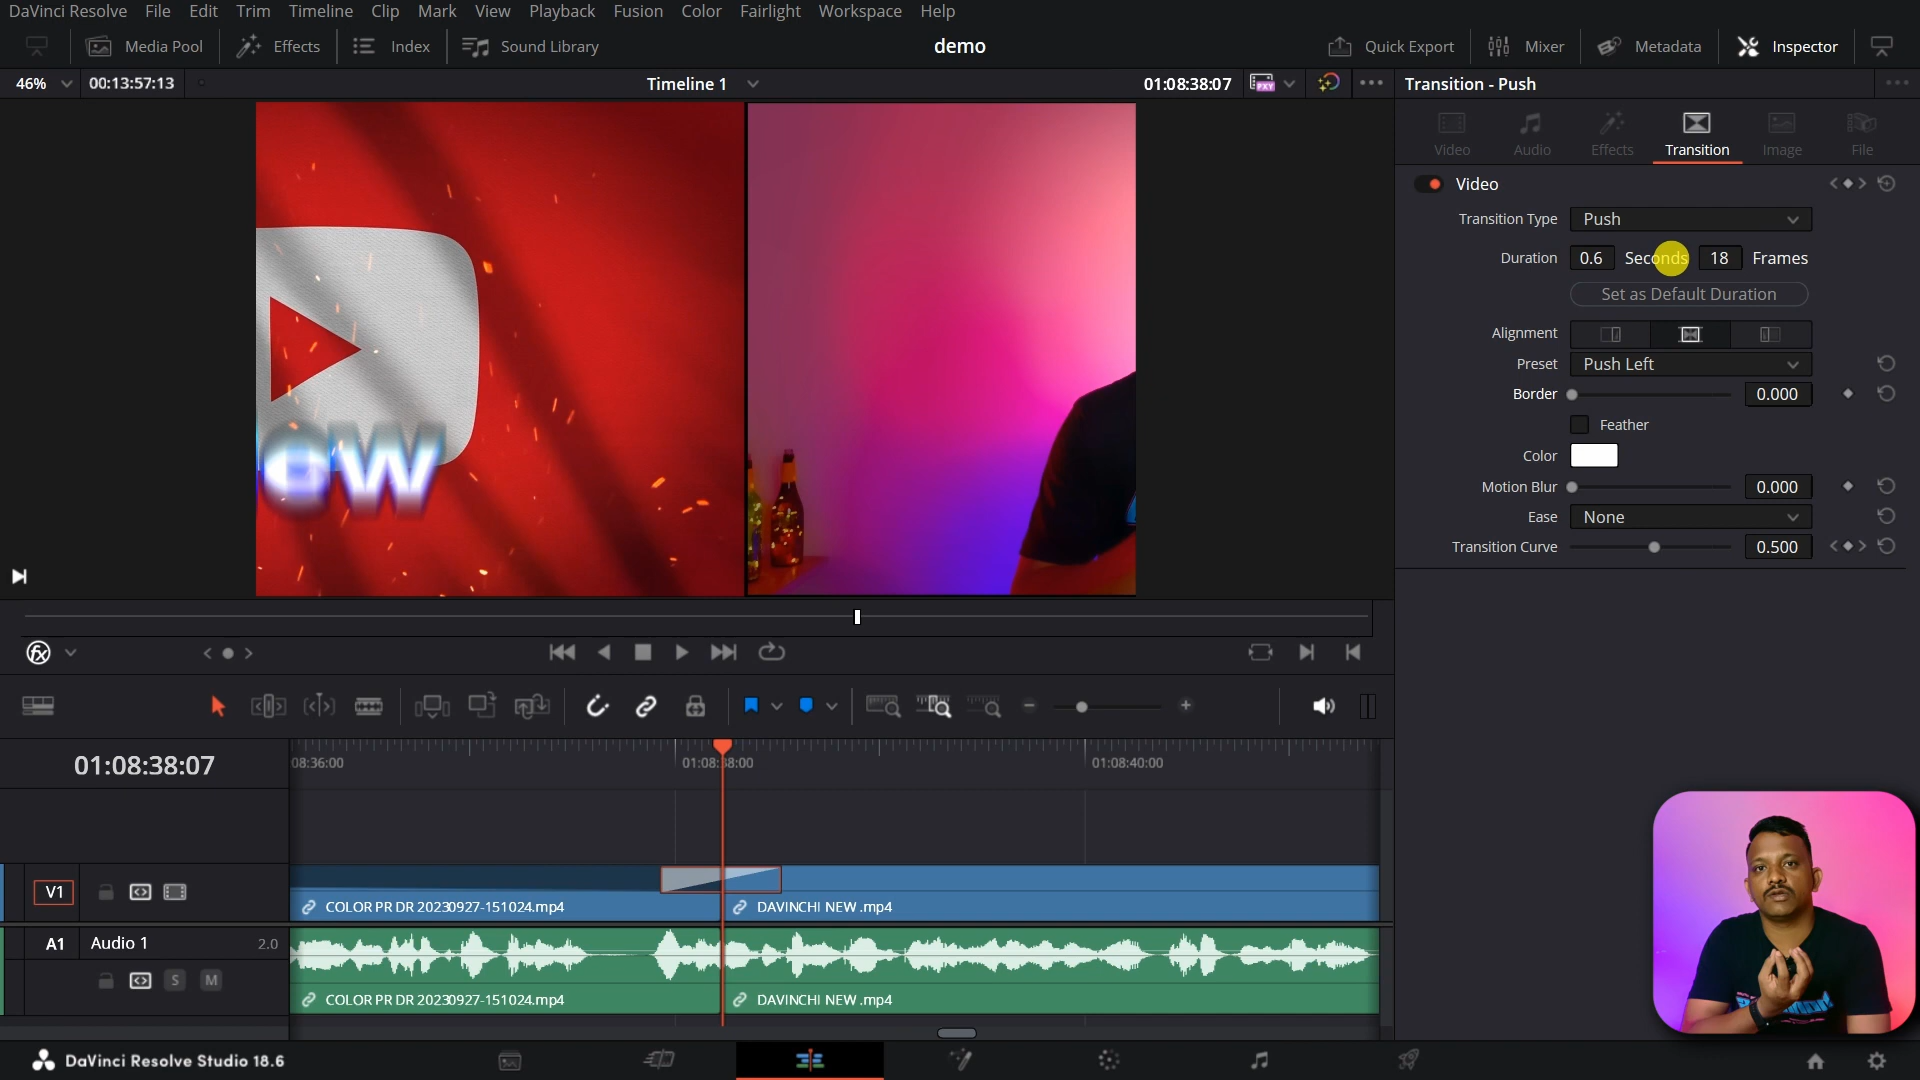 DaVinci Resolve File Edit Trim Timeline Clip Mark View Playback Fusion Color Fairlight Workspace Help
Media Pool Effects Index Sound Library demo Quick Export Mixer Metadata Inspector
46% 00:13:57:13 Timeline 1 01:08:38:07 PXY Transition - Push
Video Audio Effects Transition Image File
Video
Transition Type Push
Duration 0.6 Seconds 18 Frames
Set as Default Duration
Alignment
Preset Push Left
Border 0.000
Feather
Color
Motion Blur 0.000
Ease None
Transition Curve 0.500
OW
01:08:38:07
08:36:00 01:08:38:00 01:08:40:00
V1
COLOR PR DR 20230927-151024.mp4 DAVINCHI NEW .mp4
A1 Audio 1 2.0
S M
COLOR PR DR 20230927-151024.mp4 DAVINCHI NEW .mp4
DaVinci Resolve Studio 18.6